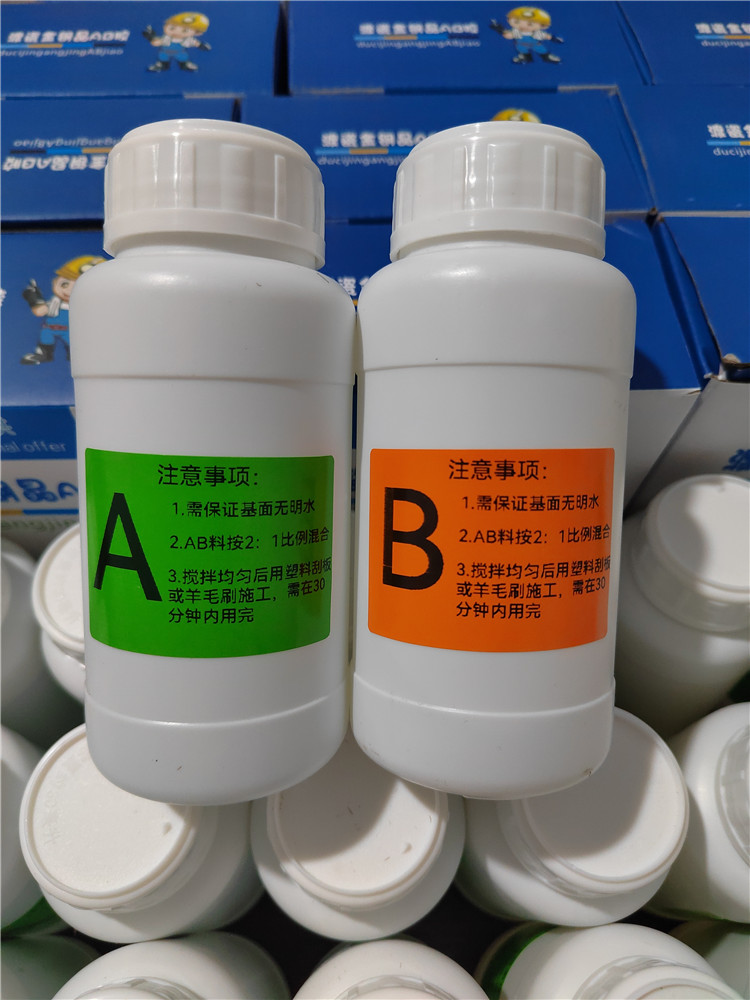 ducijingangjingABjiao
A
注意事项：
1.需保证基面无明水
2.AB料按2：1比例混合
3.搅拌均匀后用塑料刮板
或羊毛刷施工，需在30
分钟内用完
B
注意事项：
1.需保证基面无明水
2.AB料按2：1比例混合
3.搅拌均匀后用塑料刮板
或羊毛刷施工，需在30
分钟内用完